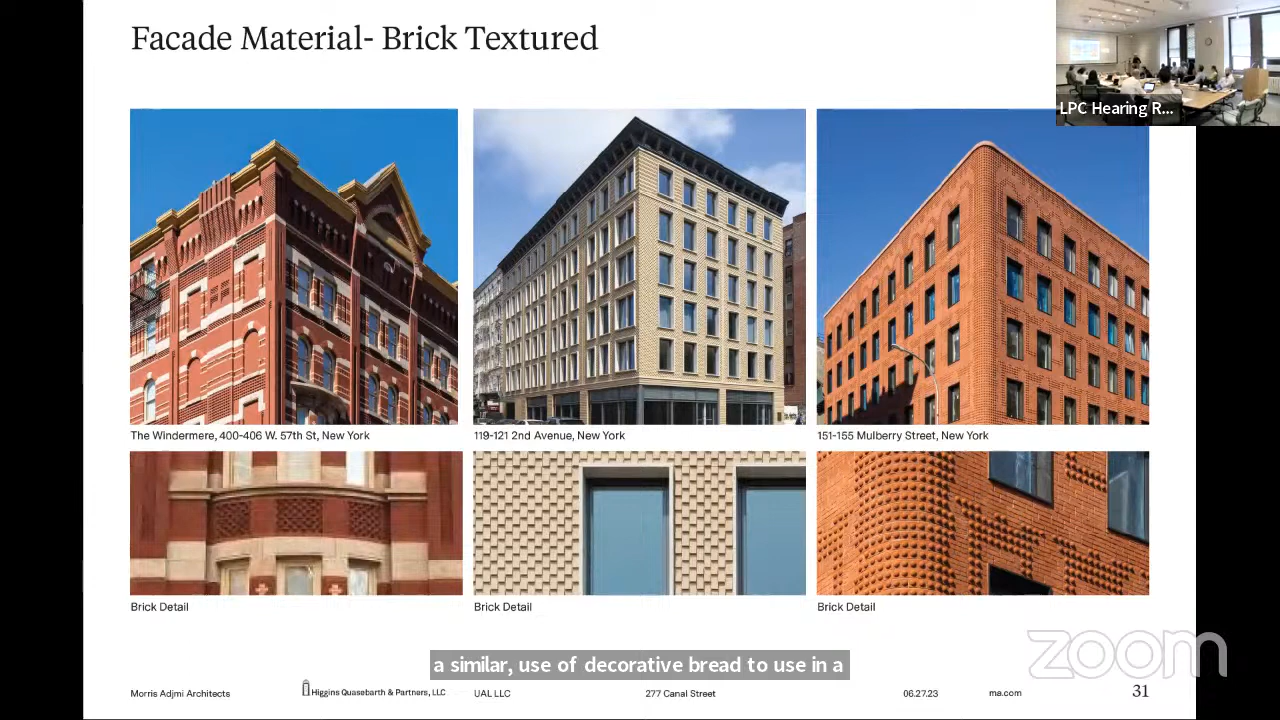 Facade Material- Brick Textured
LPC Hearing R...
The Windermere, 400-406 W. 57th St, New York
119-121 2nd Avenue, New York
151-155 Mulberry Street, New York
Brick Detail
Brick Detail
Brick Detail
zoom
a similar, use of decorative bread to use in a
Morris Adjmi Architects
Higgins Quasebarth & Partners, LLC
UAL LLC
277 Canal Street
06.27.23
ma.com
31